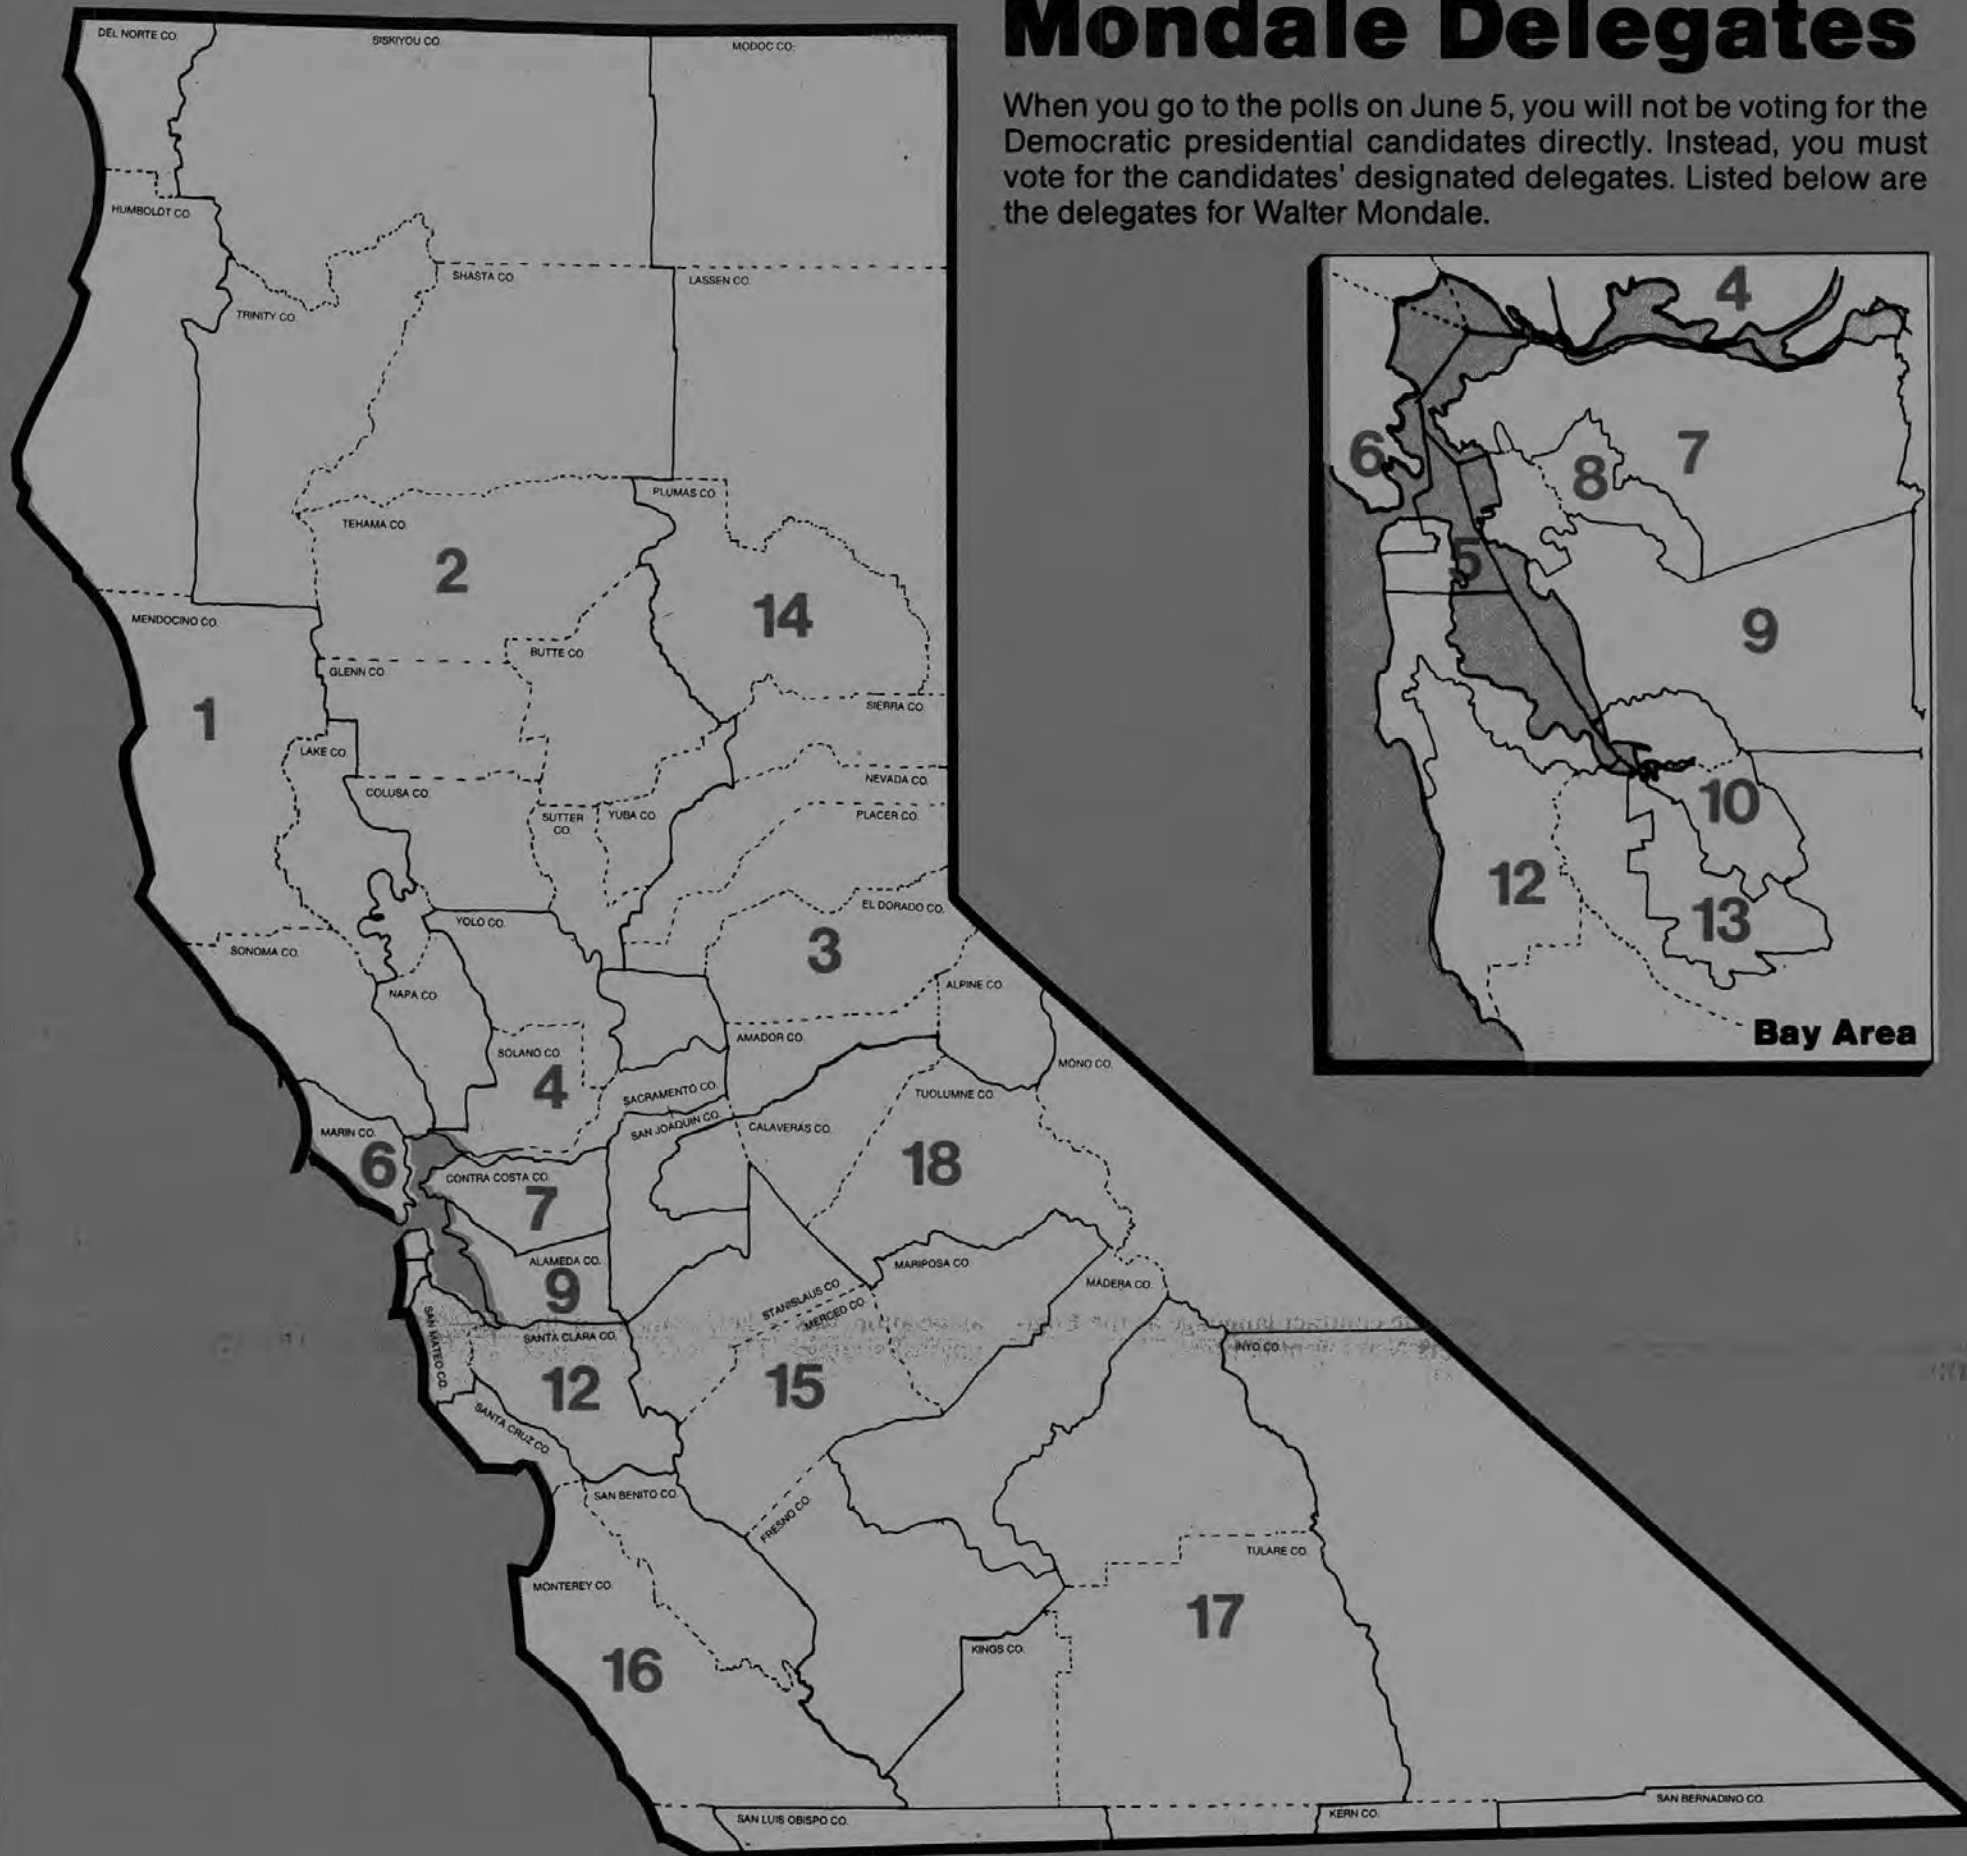 Mondale Delegates
When you go to the polls on June 5, you will not be voting for the
Democratic presidential candidates directly. Instead, you must
vote for the candidates' designated delegates. Listed below are
the delegates for Walter Mondale.
DEL NORTE CO.
SISKIYOU CO.
MODOC CO.
HUMBOLDT CO.
TRINITY CO.
SHASTA CO.
LASSEN CO.
PLUMAS CO.
TEHAMA CO.
2
14
MENDOCINO CO.
BUTTE CO.
GLENN CO.
1
SIERRA CO.
LAKE CO.
NEVADA CO.
COLUSA CO.
SUTTER
CO.
YUBA CO.
PLACER CO.
EL DORADO CO.
YOLO CO.
SONOMA CO.
3
NAPA CO.
ALPINE CO.
AMADOR CO.
SOLANO CO.
4
MONO CO.
SACRAMENTO CO.
TUOLUMNE CO.
SAN JOAQUIN CO.
CALAVERAS CO.
MARIN CO.
6
18
CONTRA COSTA CO.
7
ALAMEDA CO.
9
MARIPOSA CO.
STANISLAUS CO.
MERCED CO.
MADERA CO.
SAN MATEO CO.
SANTA CLARA CO.
INYO CO.
12
15
SANTA CRUZ CO.
SAN BENITO CO.
FRESNO CO.
TULARE CO.
MONTEREY CO.
17
16
KINGS CO.
SAN LUIS OBISPO CO.
KERN CO.
SAN BERNADINO CO.
4
6
8
7
5
9
10
12
13
Bay Area